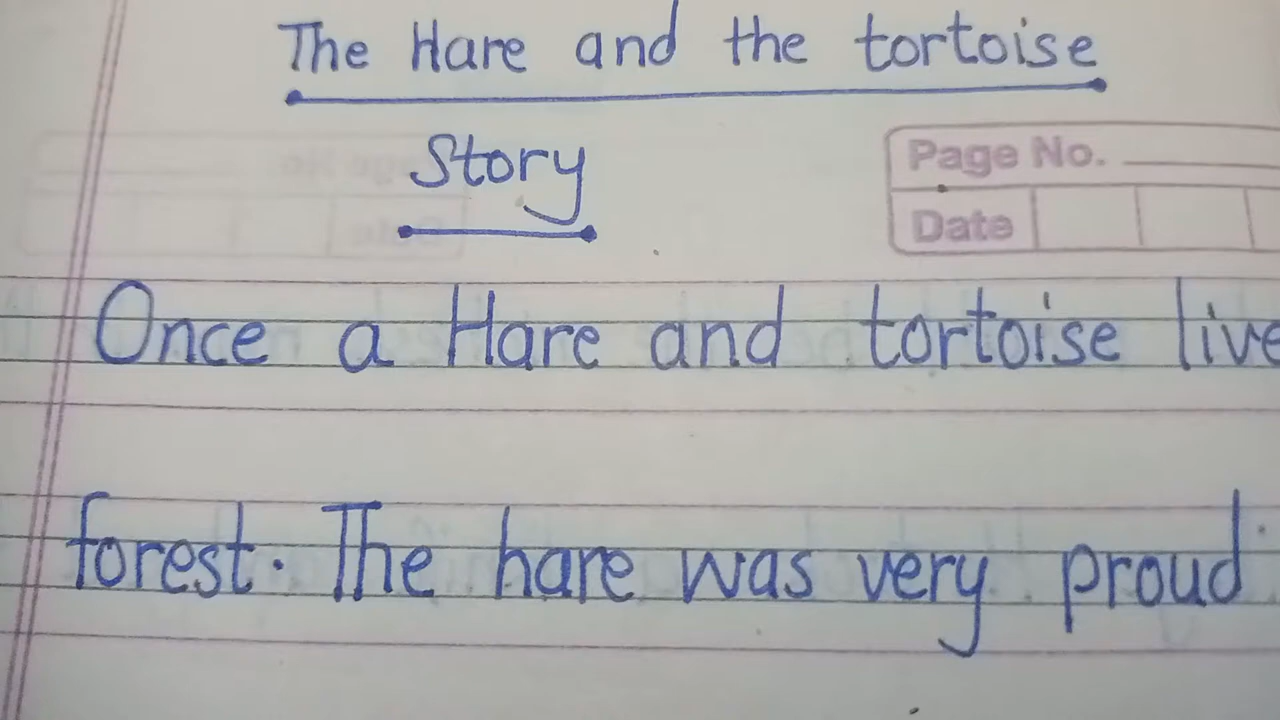 The Hare and the tortoise
Story
Page No.
Date
Once a Hare and tortoise live
forest. The hare was very proud